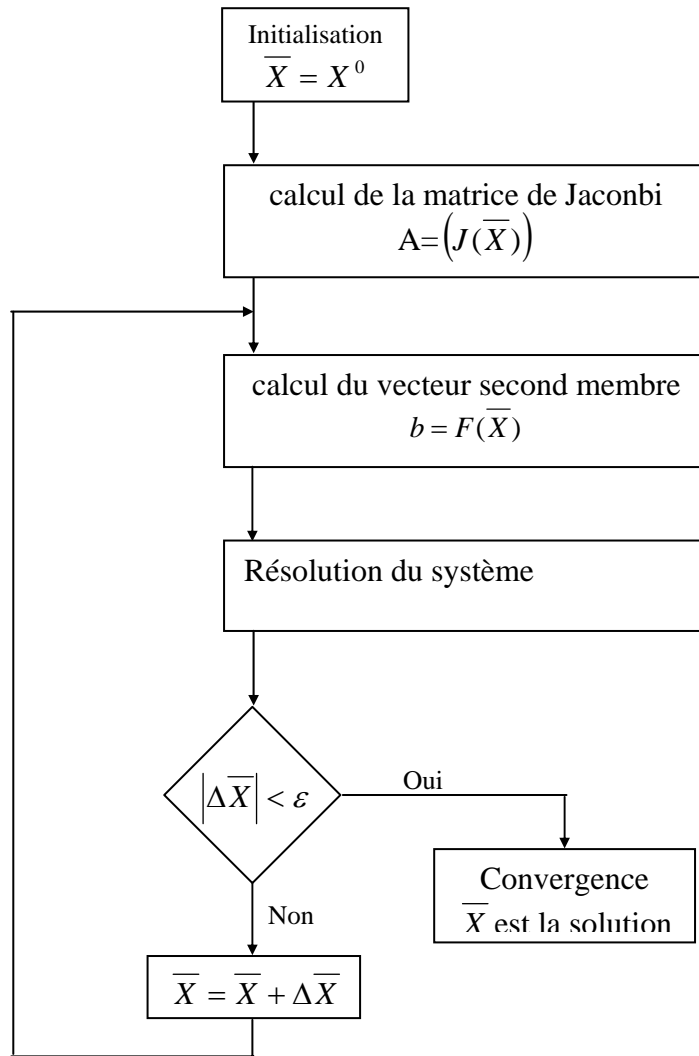 Initialisation
X̅ = X⁰
calcul de la matrice de Jaconbi
A=(J(X̅))
calcul du vecteur second membre
b = F(X̅)
Résolution du système
|ΔX̅| < ε
Oui
Convergence
X̅ est la solution
Non
X̅ = X̅ + ΔX̅